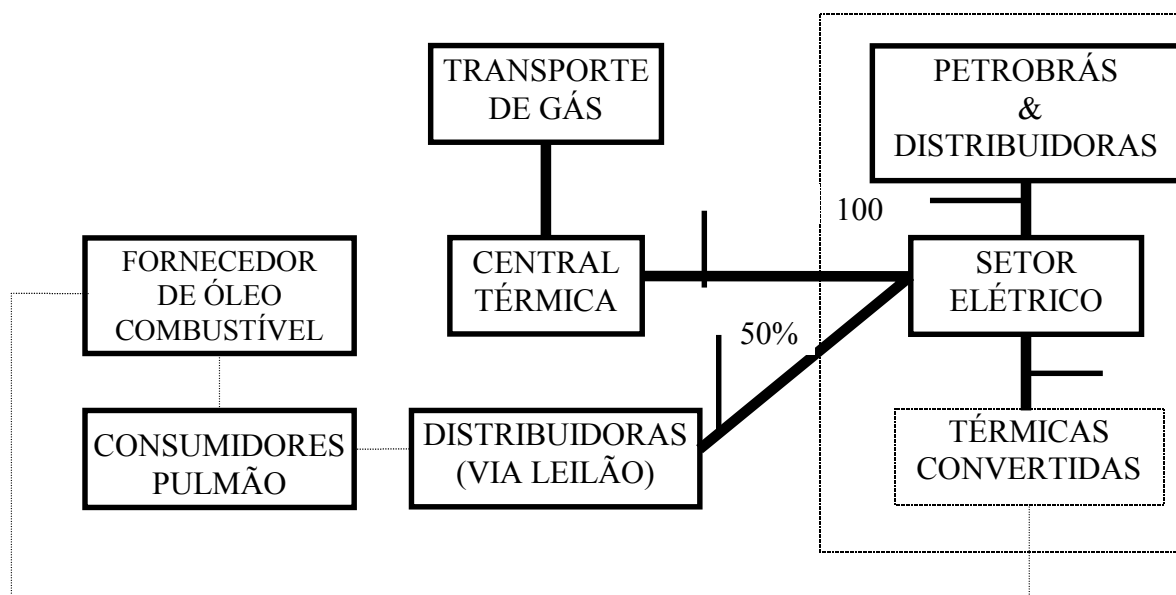 TRANSPORTE
DE GÁS
PETROBRÁS
&
DISTRIBUIDORAS
100
FORNECEDOR
DE ÓLEO
COMBUSTÍVEL
CENTRAL
TÉRMICA
SETOR
ELÉTRICO
50%
CONSUMIDORES
PULMÃO
DISTRIBUIDORAS
(VIA LEILÃO)
TÉRMICAS
CONVERTIDAS